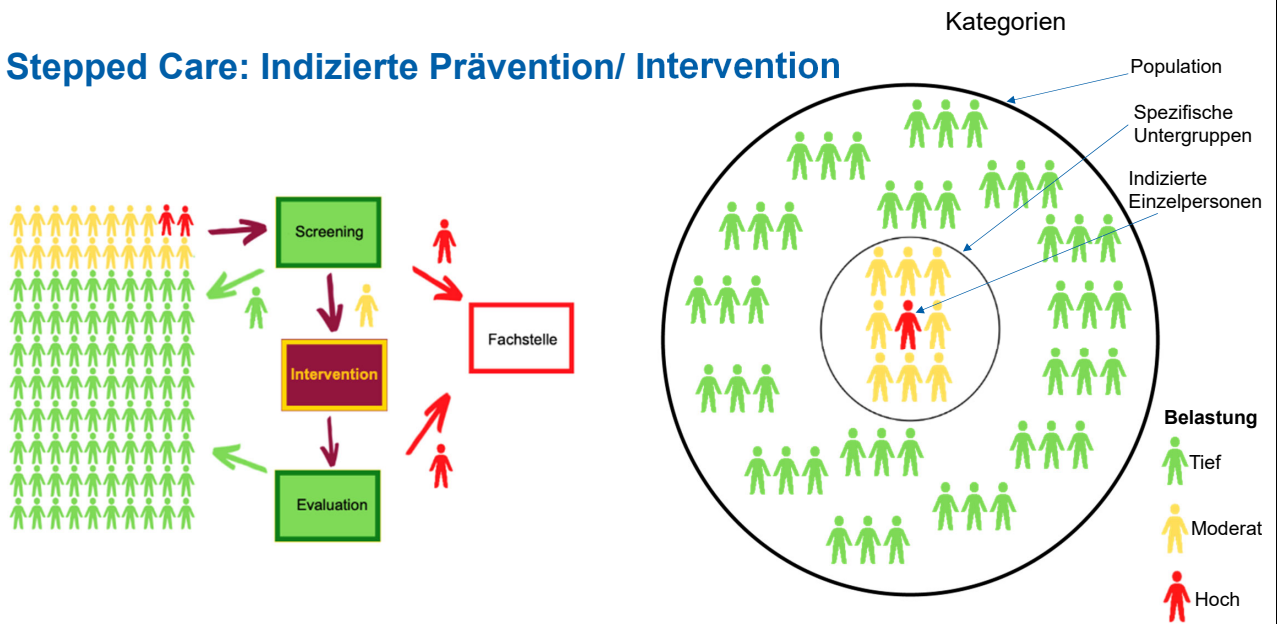 Stepped Care: Indizierte Prävention/ Intervention
Screening
Intervention
Evaluation
Fachstelle
Kategorien
Population
Spezifische
Untergruppen
Indizierte
Einzelpersonen
Belastung
Tief
Moderat
Hoch